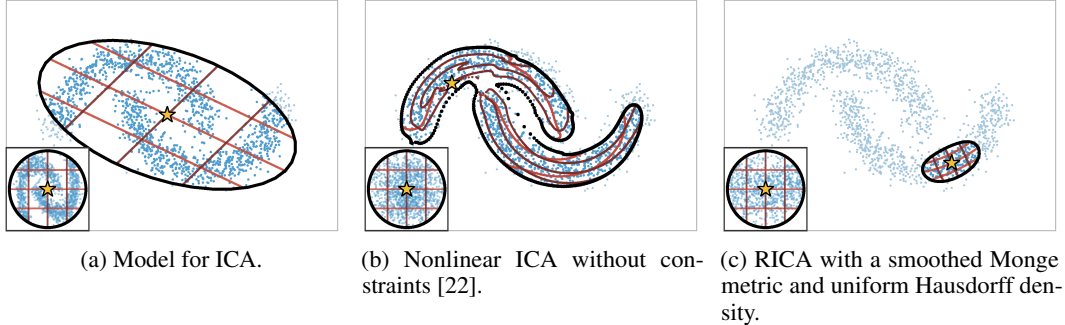 (a) Model for ICA.
(b) Nonlinear ICA without con-
straints [22].
(c) RICA with a smoothed Monge
metric and uniform Hausdorff den-
sity.